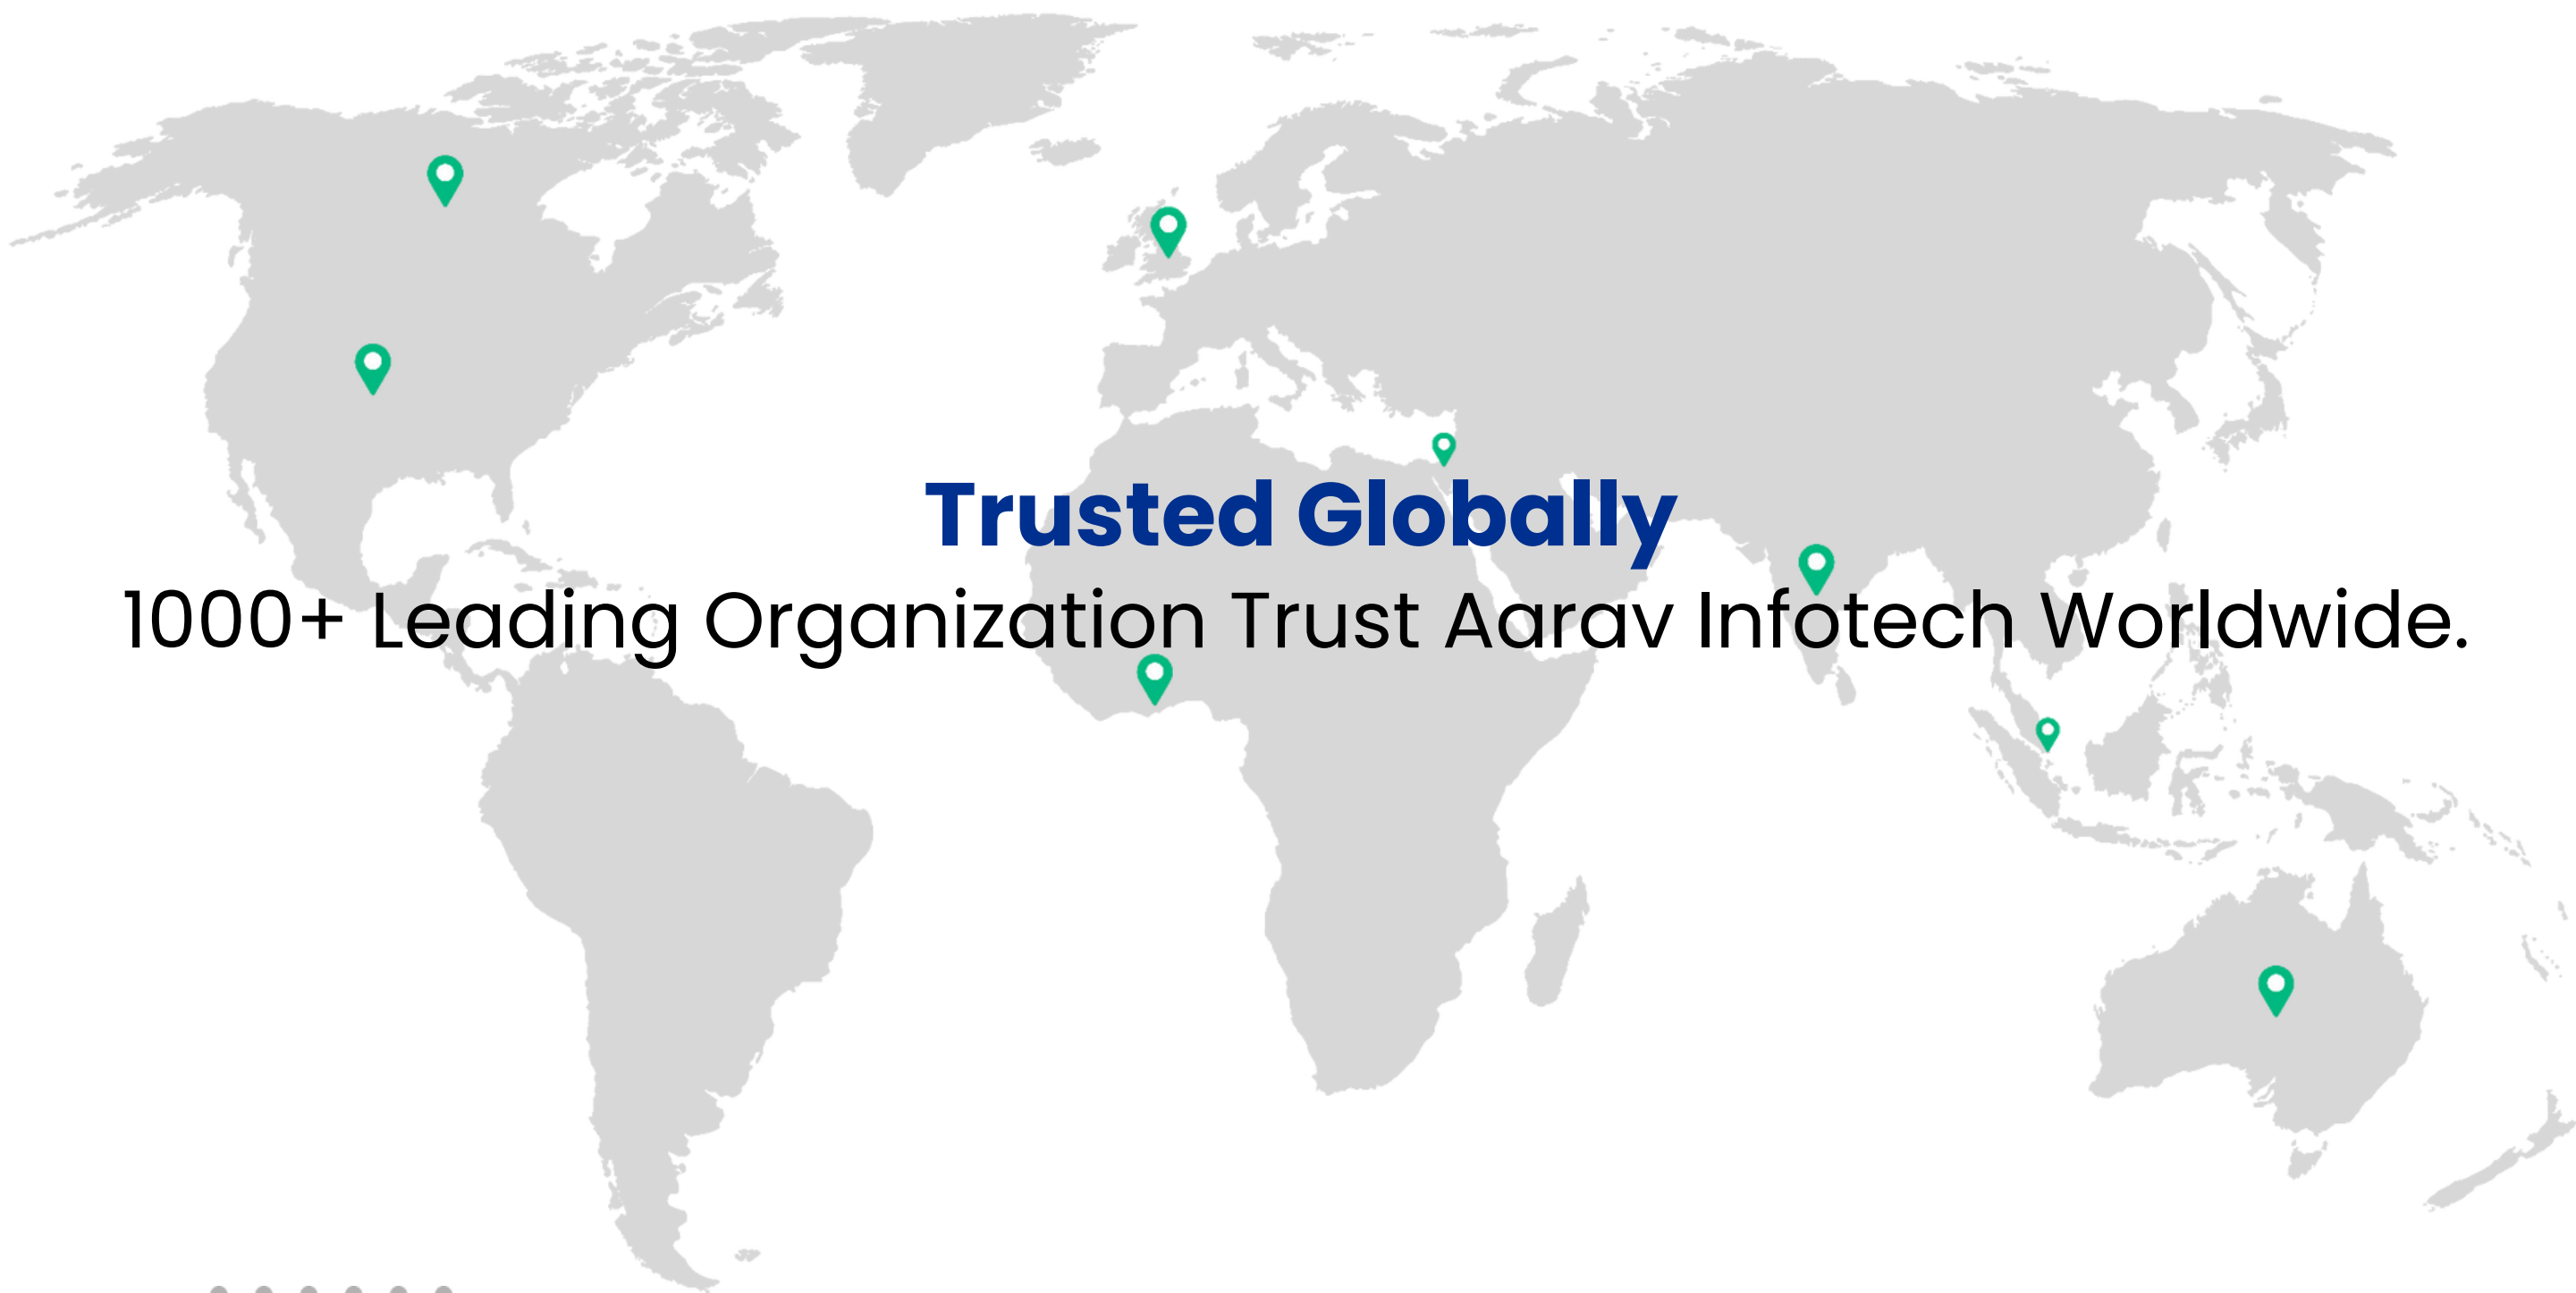 Trusted Globally
1000+ Leading Organization Trust Aarav Infotech Worldwide.